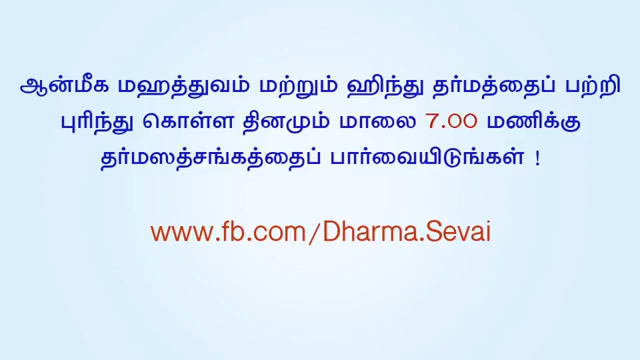 ஆன்மீக மஹத்துவம் மற்றும் ஹிந்து தர்மத்தைப் பற்றி
புரிந்து கொள்ள தினமும் மாலை 7.00 மணிக்கு
தர்மஸத்சங்கத்தைப் பார்வையிடுங்கள் !
www.fb.com/Dharma.Sevai